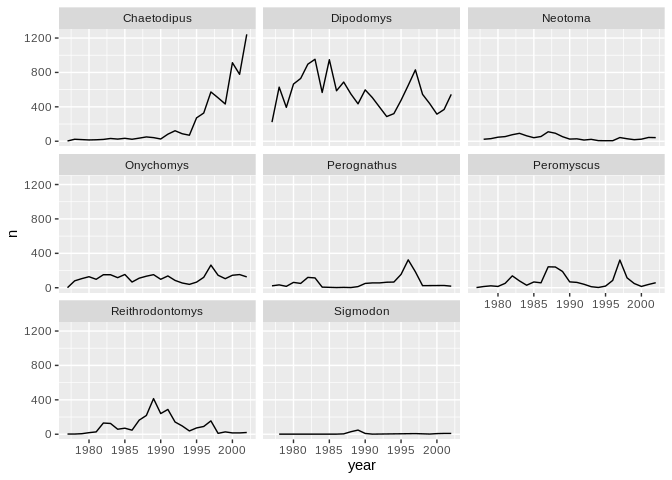 Chaetodipus Dipodomys Neotoma
1200
800
400
0
Onychomys Perognathus Peromyscus
1200
800
400
0
1980 1985 1990 1995 2000
Reithrodontomys Sigmodon
1200
800
400
0
1980 1985 1990 1995 2000 1980 1985 1990 1995 2000
year
n